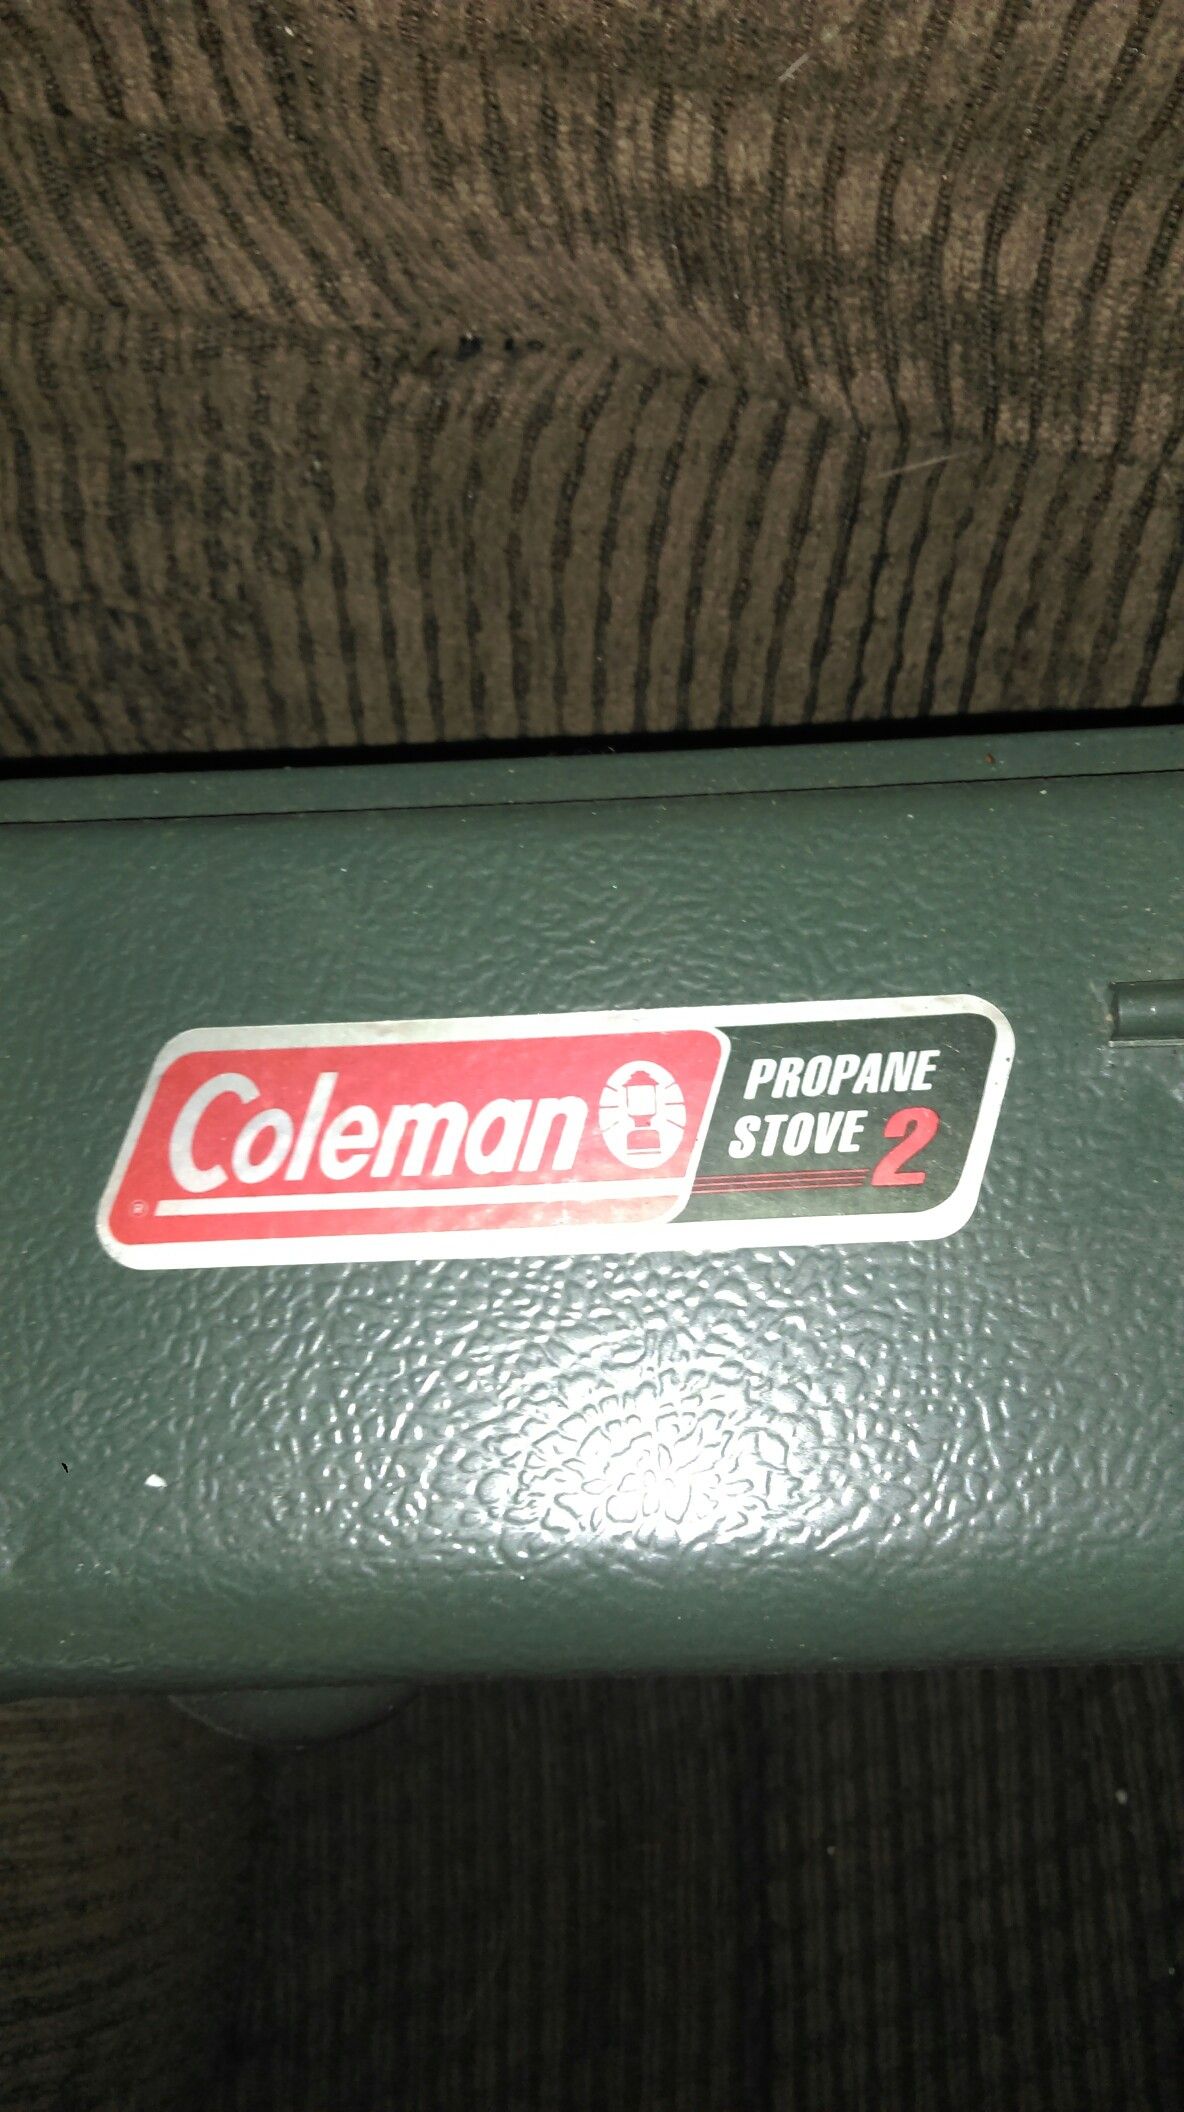 Coleman
®
PROPANE
STOVE 2